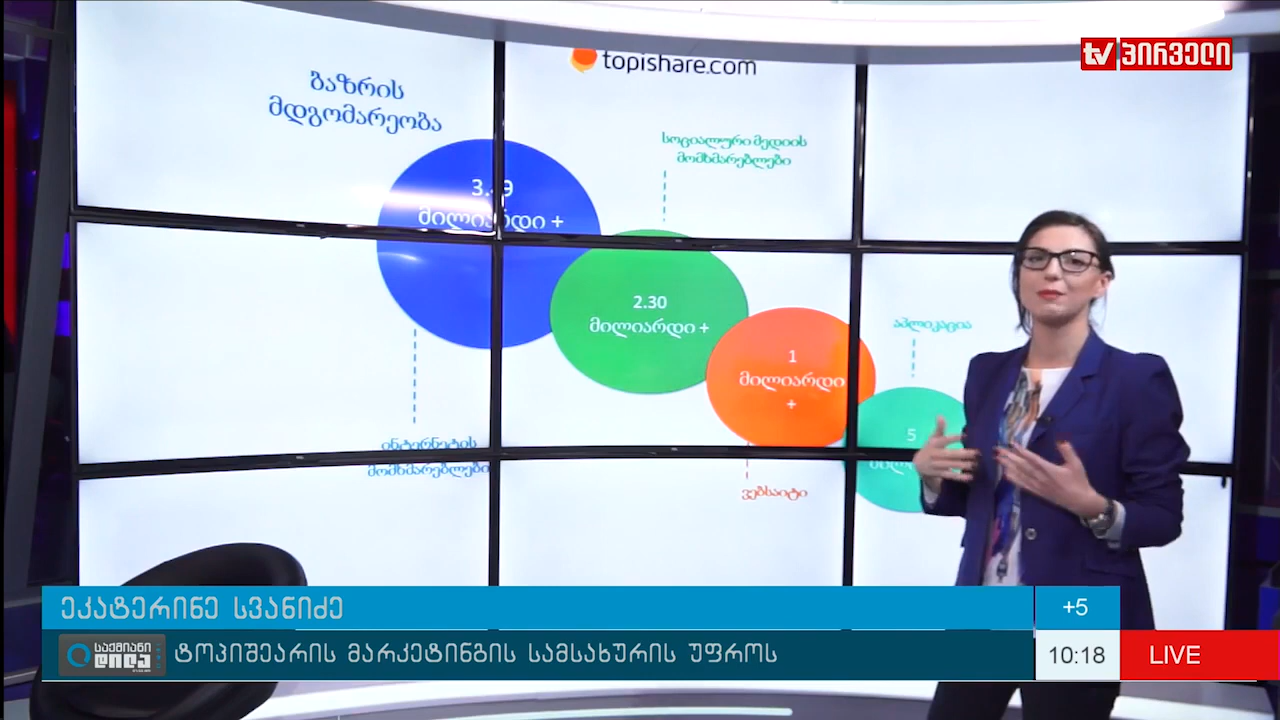 tv პირველი
topishare.com
ბაზრის
მდგომარეობა
სოციალური მედიის
მომხმარებლები
მილიარდი +
2.30
მილიარდი +
აპლიკაცია
1
მილიარდი
+
5
ინტერნეტის
მომხმარებლები
ვებსაიტი
ეკატერინე სვანიძე
+5
საქმიანი
დილა
ტოპიშეარის მარკეტინგის სამსახურის უფროს
10:18
LIVE